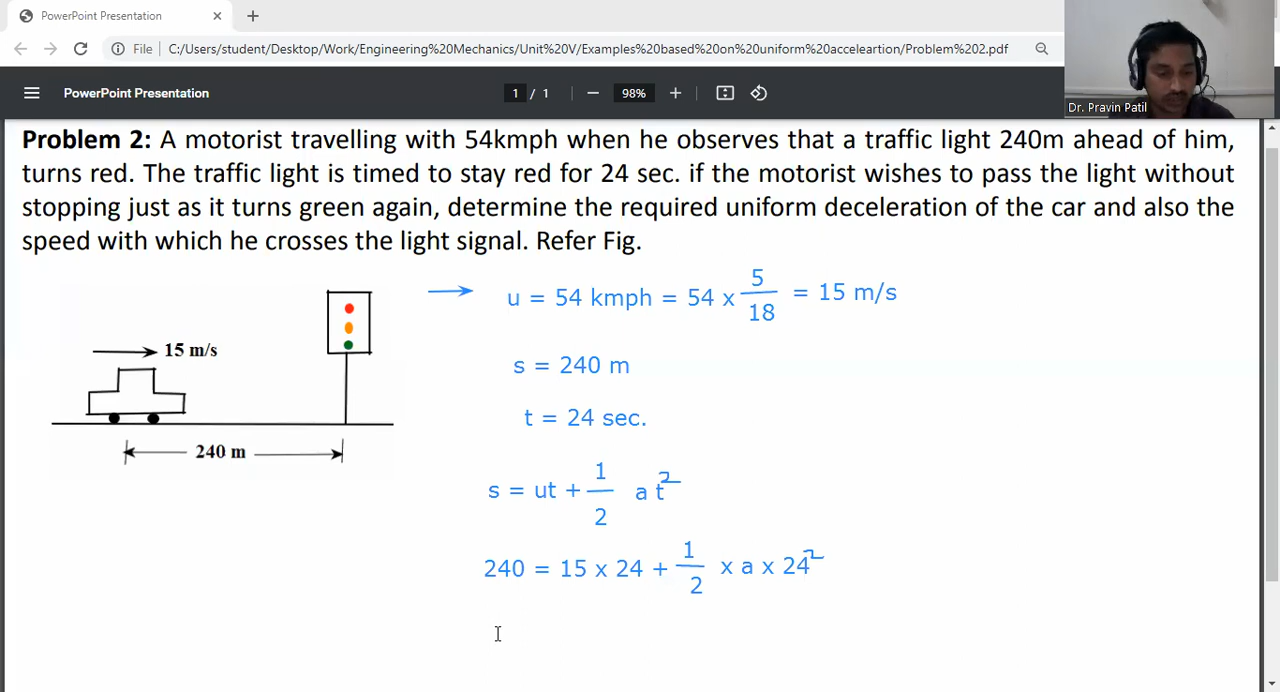 PowerPoint Presentation
File
C:/Users/student/Desktop/Work/Engineering%20Mechanics/Unit%20V/Examples%20based%20on%20uniform%20acceleartion/Problem%202.pdf
Dr. Pravin Patil
PowerPoint Presentation
1 / 1
98%
Problem 2: A motorist travelling with 54kmph when he observes that a traffic light 240m ahead of him,
turns red. The traffic light is timed to stay red for 24 sec. if the motorist wishes to pass the light without
stopping just as it turns green again, determine the required uniform deceleration of the car and also the
speed with which he crosses the light signal. Refer Fig.
15 m/s
240 m
u = 54 kmph = 54 x 5/18 = 15 m/s
s = 240 m
t = 24 sec.
s = ut + 1/2 a t²
240 = 15 x 24 + 1/2 x a x 24²